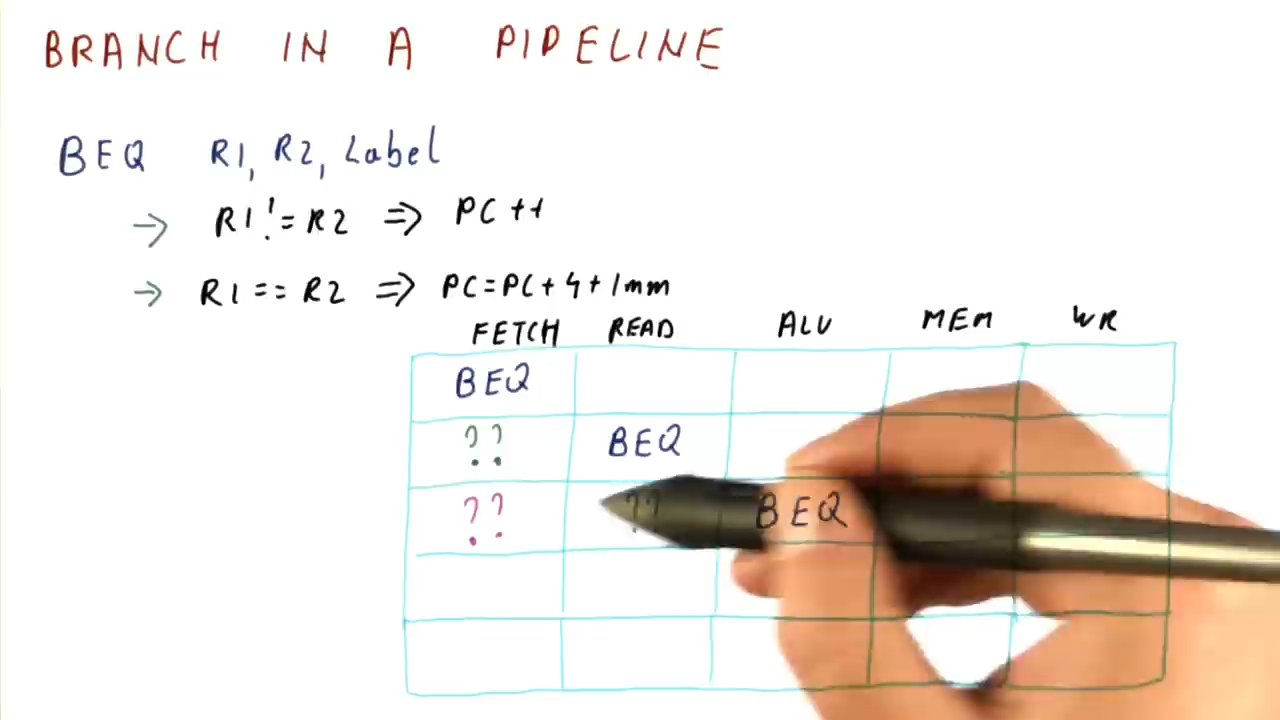 BRANCH IN A PIPELINE
BEQ R1, R2, Label
→ R1 != R2 ⇒ PC ++
→ R1 == R2 ⇒ PC = PC + 4 + Imm
FETCH READ ALU MEM WR
BEQ
?? BEQ
?? ?? BEQ